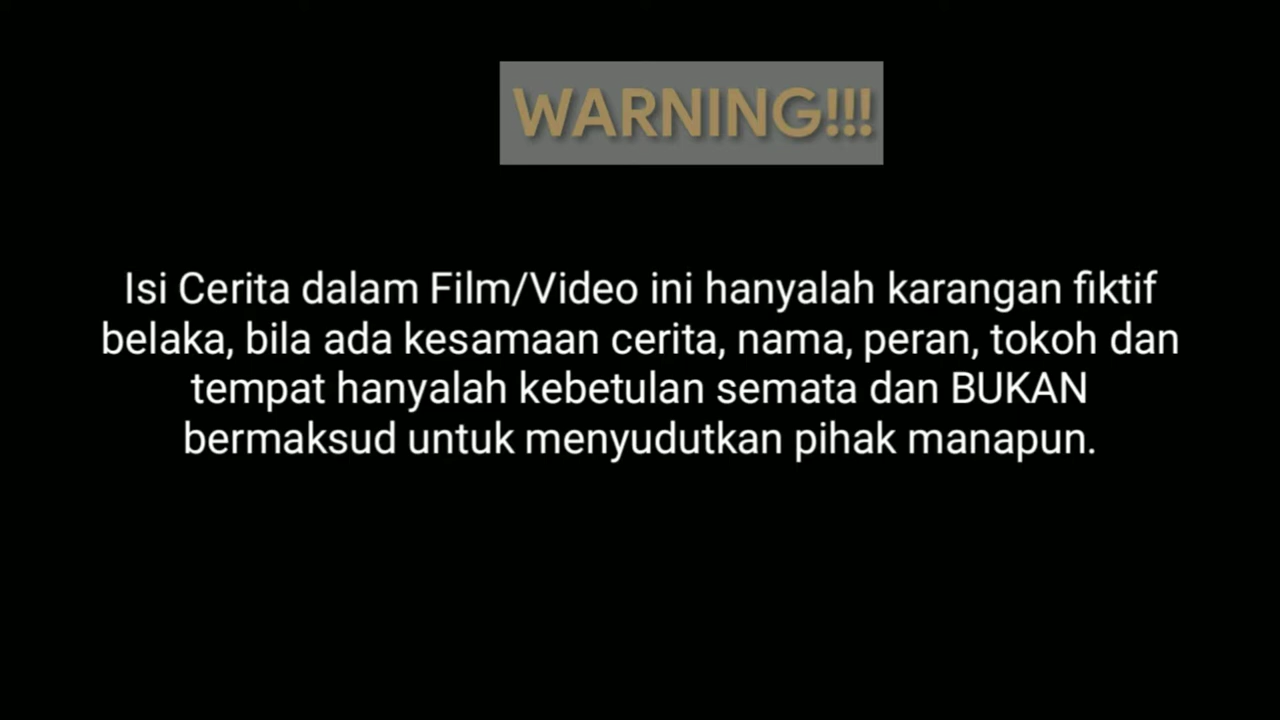 WARNING!!!
Isi Cerita dalam Film/Video ini hanyalah karangan fiktif
belaka, bila ada kesamaan cerita, nama, peran, tokoh dan
tempat hanyalah kebetulan semata dan BUKAN
bermaksud untuk menyudutkan pihak manapun.